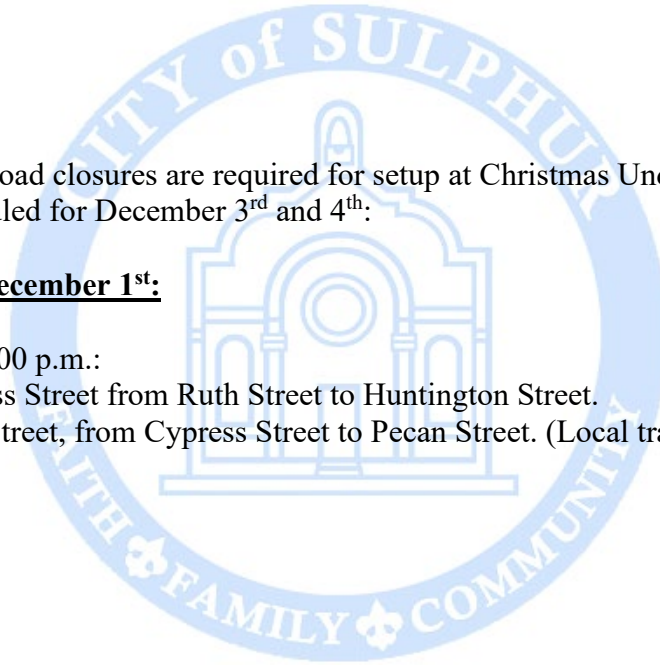 CITY of SULPHUR
oad closures are required for setup at Christmas Un
led for December 3rd and 4th:
ecember 1st:
00 p.m.:
ss Street from Ruth Street to Huntington Street.
treet, from Cypress Street to Pecan Street. (Local tra
FAITH FAMILY COMMUNITY